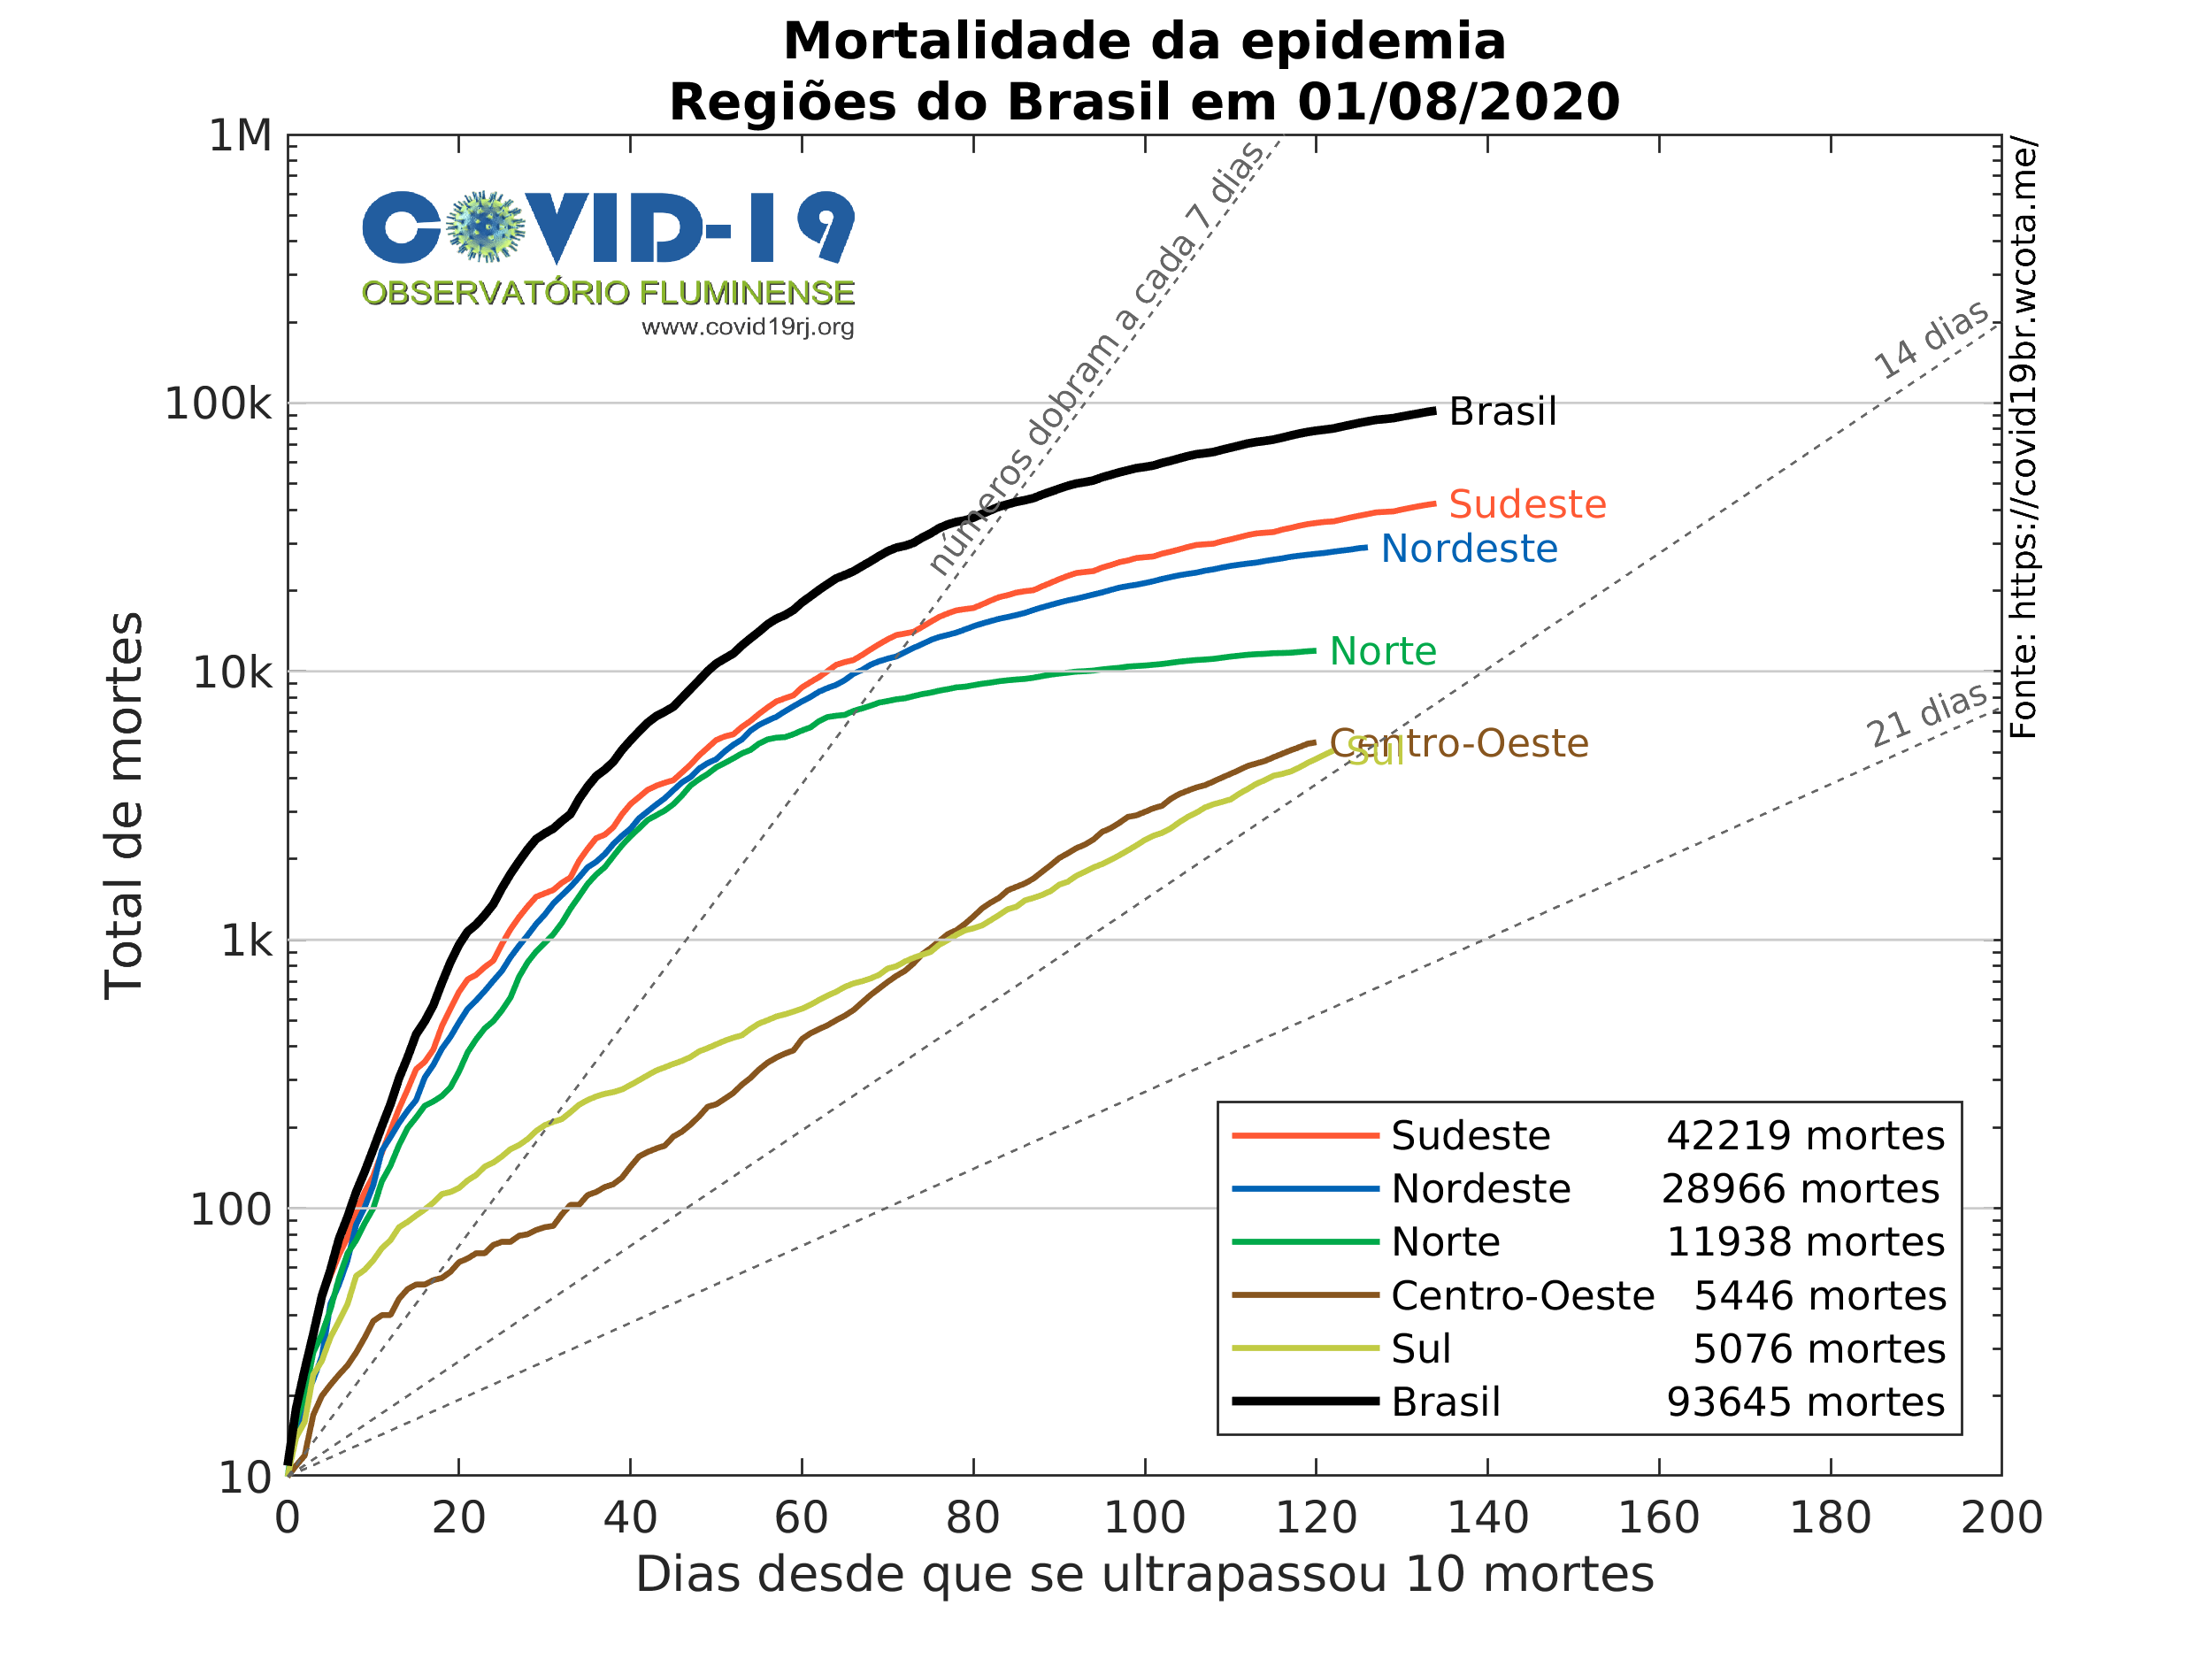 Mortalidade da epidemia
Regiões do Brasil em 01/08/2020
COVID-19
OBSERVATÓRIO FLUMINENSE
www.covid19rj.org
Total de mortes
1M
100k
10k
1k
100
10
0 20 40 60 80 100 120 140 160 180 200
Dias desde que se ultrapassou 10 mortes
números dobram a cada 7 dias
14 dias
21 dias
Brasil
Sudeste
Nordeste
Norte
Centro-Oeste
Sul
Sudeste 42219 mortes
Nordeste 28966 mortes
Norte 11938 mortes
Centro-Oeste 5446 mortes
Sul 5076 mortes
Brasil 93645 mortes
Fonte: https://covid19br.wcota.me/